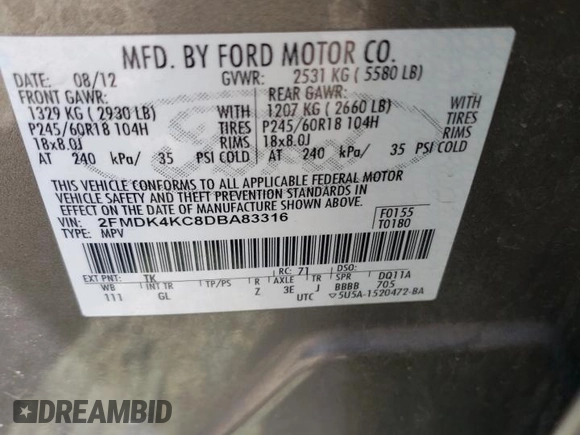 MFD. BY FORD MOTOR CO.
DATE: 08/12 GVWR: 2531 KG ( 5580 LB)
FRONT GAWR: REAR GAWR:
1329 KG ( 2930 LB) WITH 1207 KG ( 2660 LB) WITH
P245/60R18 104H TIRES P245/60R18 104H TIRES
18x8.0J RIMS 18x8.0J RIMS
AT 240 kPa/ 35 PSI COLD AT 240 kPa/ 35 PSI COLD
THIS VEHICLE CONFORMS TO ALL APPLICABLE FEDERAL MOTOR
VEHICLE SAFETY AND THEFT PREVENTION STANDARDS IN
EFFECT ON THE DATE OF MANUFACTURE SHOWN ABOVE.
VIN: 2FMDK4KC8DBA83316 F0155
TYPE: MPV T0180
EXT PNT: TK RC: 71 DSO:
WB INT TR TP/PS R AXLE TR SPR DQ11A
111 GL Z 3E J BBBB 705
UTC ▽5U5A-1520472-BA
DREAMBID